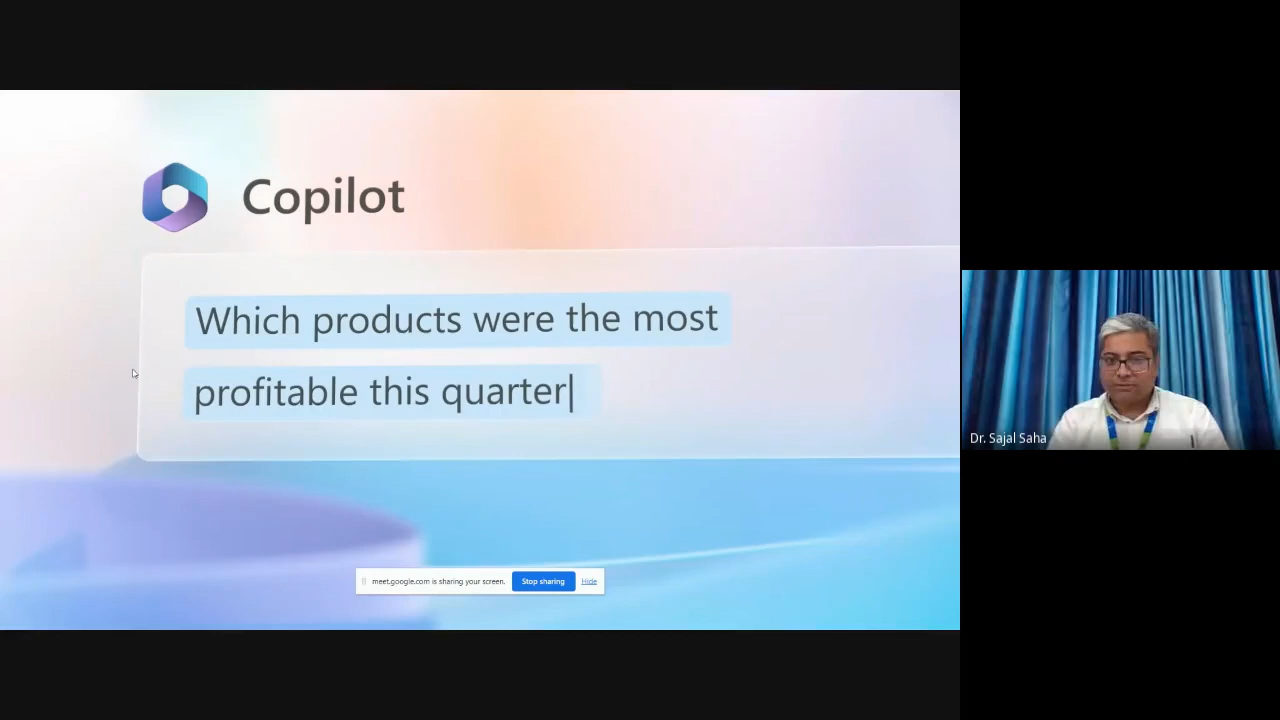 Copilot
Which products were the most
profitable this quarter
meet.google.com is sharing your screen. Stop sharing Hide
Dr. Sajal Saha